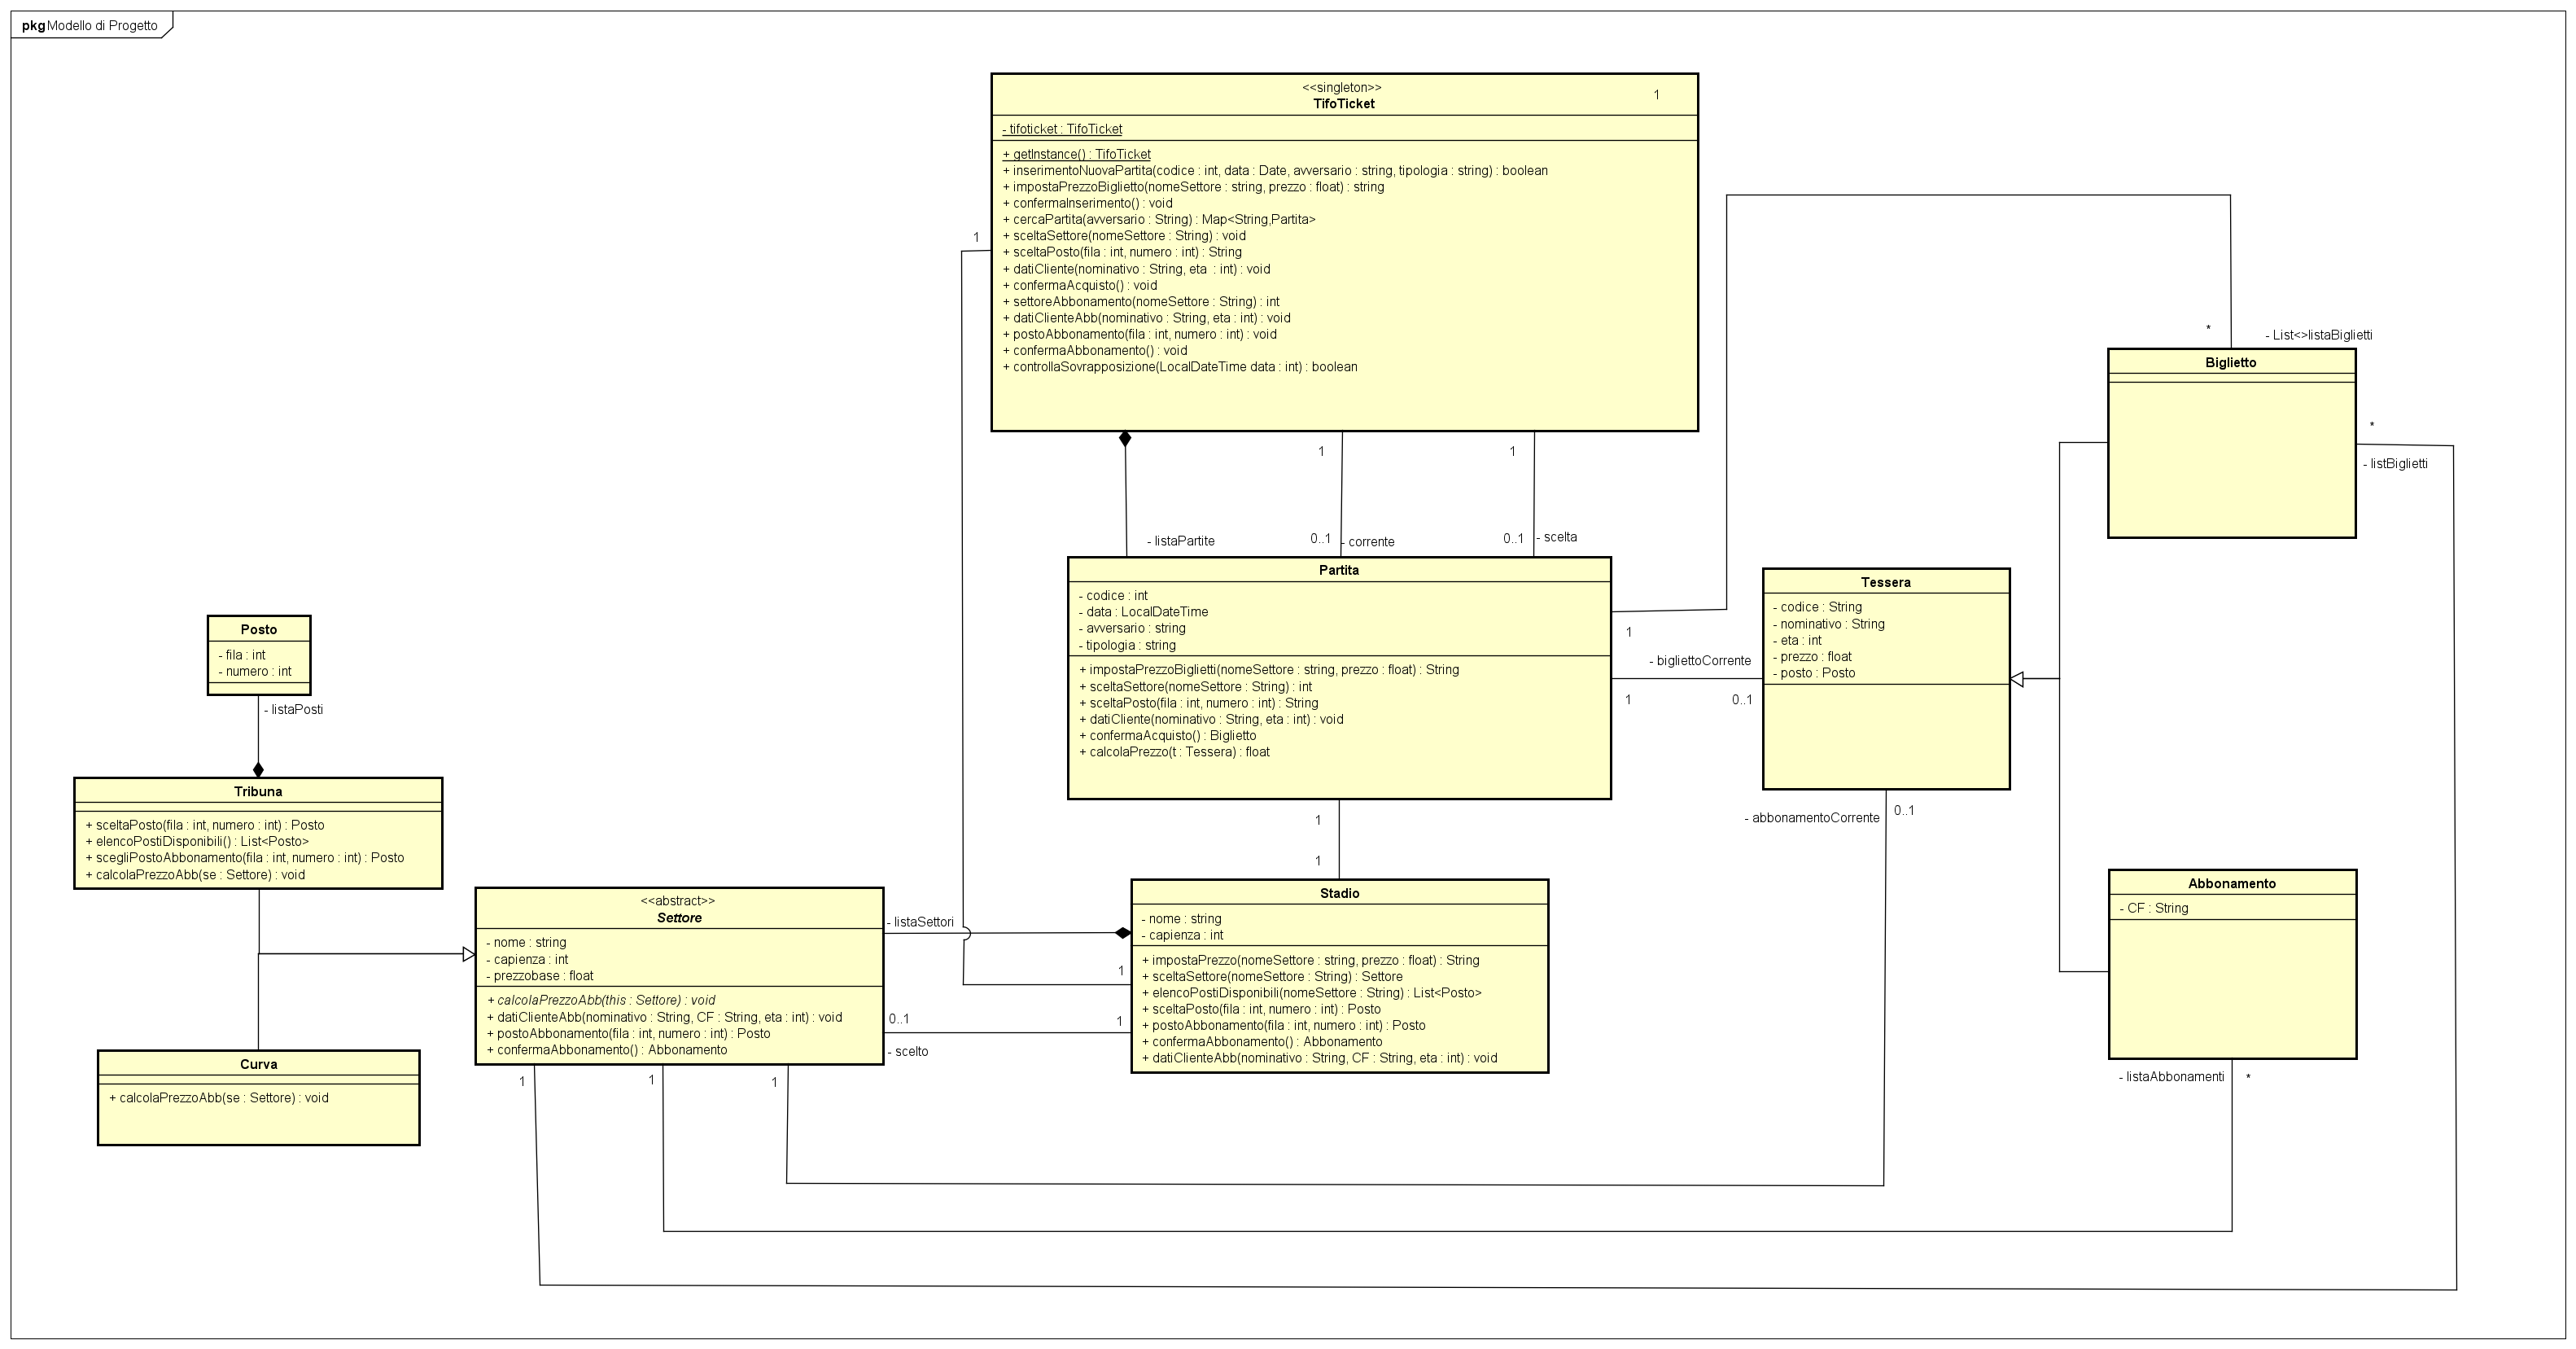 pkg Modello di Progetto
<<singleton>>
TifoTicket
1
- tifoticket : TifoTicket
+ getInstance() : TifoTicket
+ inserimentoNuovaPartita(codice : int, data : Date, avversario : string, tipologia : string) : boolean
+ impostaPrezzoBiglietto(nomeSettore : string, prezzo : float) : string
+ confermaInserimento() : void
+ cercaPartita(avversario : String) : Map<String,Partita>
+ sceltaSettore(nomeSettore : String) : void
+ sceltaPosto(fila : int, numero : int) : String
+ datiCliente(nominativo : String, eta  : int) : void
+ confermaAcquisto() : void
+ settoreAbbonamento(nomeSettore : String) : int
+ datiClienteAbb(nominativo : String, eta : int) : void
+ postoAbbonamento(fila : int, numero : int) : void
+ confermaAbbonamento() : void
+ controllaSovrapposizione(LocalDateTime data : int) : boolean
1
*
- List<>listaBiglietti
Biglietto
*
- listBiglietti
1
1
- listaPartite
0..1
- corrente
0..1
- scelta
Partita
- codice : int
- data : LocalDateTime
- avversario : string
- tipologia : string
+ impostaPrezzoBiglietti(nomeSettore : string, prezzo : float) : String
+ sceltaSettore(nomeSettore : String) : int
+ sceltaPosto(fila : int, numero : int) : String
+ datiCliente(nominativo : String, eta : int) : void
+ confermaAcquisto() : Biglietto
+ calcolaPrezzo(t : Tessera) : float
1
- bigliettoCorrente
1
0..1
Tessera
- codice : String
- nominativo : String
- eta : int
- prezzo : float
- posto : Posto
- abbonamentoCorrente
0..1
Posto
- fila : int
- numero : int
- listaPosti
Tribuna
+ sceltaPosto(fila : int, numero : int) : Posto
+ elencoPostiDisponibili() : List<Posto>
+ scegliPostoAbbonamento(fila : int, numero : int) : Posto
+ calcolaPrezzoAbb(se : Settore) : void
1
1
<<abstract>>
Settore
- nome : string
- capienza : int
- prezzobase : float
+ calcolaPrezzoAbb(this : Settore) : void
+ datiClienteAbb(nominativo : String, CF : String, eta : int) : void
+ postoAbbonamento(fila : int, numero : int) : Posto
+ confermaAbbonamento() : Abbonamento
- listaSettori
1
0..1
1
- scelto
Stadio
- nome : string
- capienza : int
+ impostaPrezzo(nomeSettore : string, prezzo : float) : String
+ sceltaSettore(nomeSettore : String) : Settore
+ elencoPostiDisponibili(nomeSettore : String) : List<Posto>
+ sceltaPosto(fila : int, numero : int) : Posto
+ postoAbbonamento(fila : int, numero : int) : Posto
+ confermaAbbonamento() : Abbonamento
+ datiClienteAbb(nominativo : String, CF : String, eta : int) : void
Abbonamento
- CF : String
- listaAbbonamenti
*
Curva
+ calcolaPrezzoAbb(se : Settore) : void
1
1
1